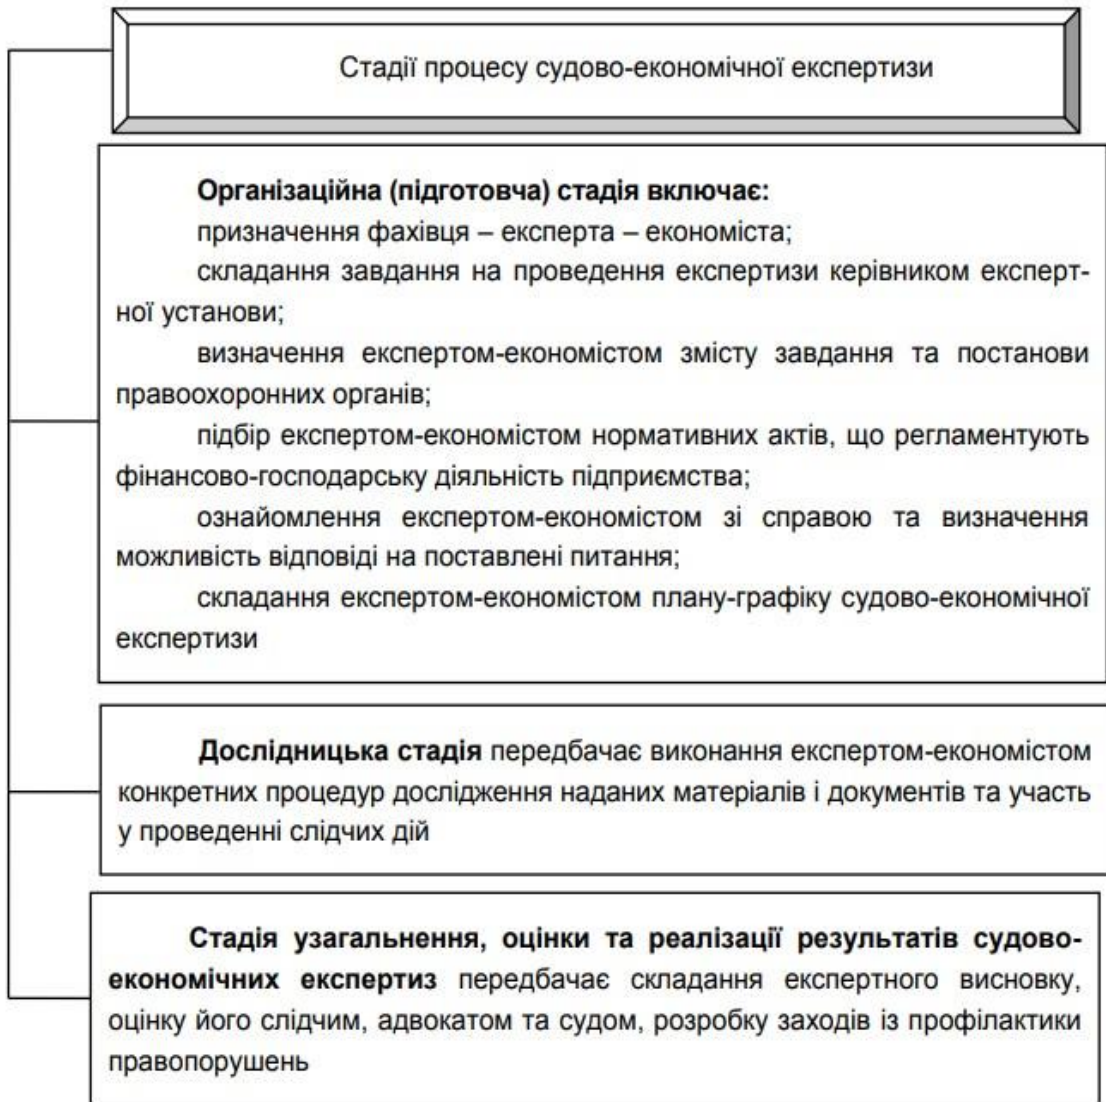 Стадії процесу судово-економічної експертизи
Організаційна (підготовча) стадія включає:
призначення фахівця – експерта – економіста;
складання завдання на проведення експертизи керівником експерт-
ної установи;
визначення експертом-економістом змісту завдання та постанови
правоохоронних органів;
підбір експертом-економістом нормативних актів, що регламентують
фінансово-господарську діяльність підприємства;
ознайомлення експертом-економістом зі справою та визначення
можливість відповіді на поставлені питання;
складання експертом-економістом плану-графіку судово-економічної
експертизи
Дослідницька стадія передбачає виконання експертом-економістом
конкретних процедур дослідження наданих матеріалів і документів та участь
у проведенні слідчих дій
Стадія узагальнення, оцінки та реалізації результатів судово-
економічних експертиз передбачає складання експертного висновку,
оцінку його слідчим, адвокатом та судом, розробку заходів із профілактики
правопорушень